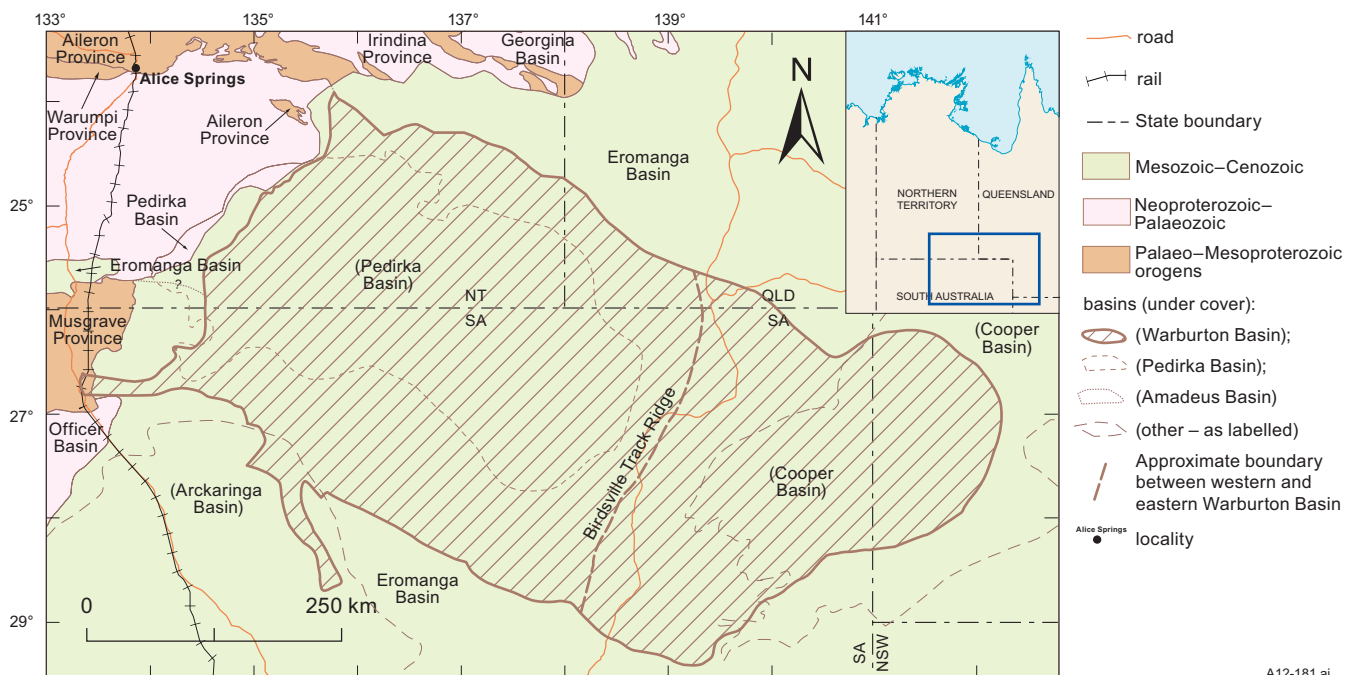 133° 135° 137° 139° 141°
Aileron
Province
Irindina
Province
Georgina
Basin
Alice Springs
Warumpi
Province
Aileron
Province
N
Eromanga
Basin
25°
Pedirka
Basin
Eromanga Basin
?
(Pedirka
Basin)
NT
SA
QLD
SA
Musgrave
Province
(Cooper
Basin)
27°
Officer
Basin
Birdsville Track Ridge
(Arckaringa
Basin)
(Cooper
Basin)
Eromanga
Basin
0 250 km
29°
SA
NSW
NORTHERN
TERRITORY
QUEENSLAND
SOUTH AUSTRALIA
road
rail
State boundary
Mesozoic–Cenozoic
Neoproterozoic–
Palaeozoic
Palaeo–Mesoproterozoic
orogens
basins (under cover):
(Warburton Basin);
(Pedirka Basin);
(Amadeus Basin)
(other – as labelled)
Approximate boundary
between western and
eastern Warburton Basin
Alice Springs
locality
A12-181.ai